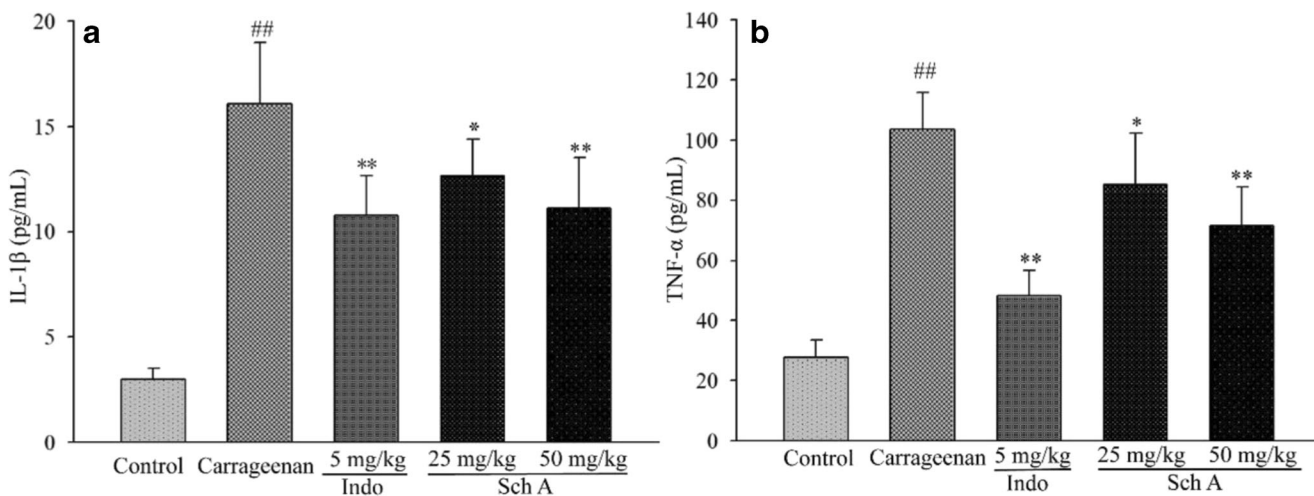 a
IL-1β (pg/mL)
20
15
10
5
0
##
**
*
**
Control Carrageenan 5 mg/kg 25 mg/kg 50 mg/kg
Indo Sch A
b
TNF-α (pg/mL)
140
120
100
80
60
40
20
0
##
**
*
**
Control Carrageenan 5 mg/kg 25 mg/kg 50 mg/kg
Indo Sch A